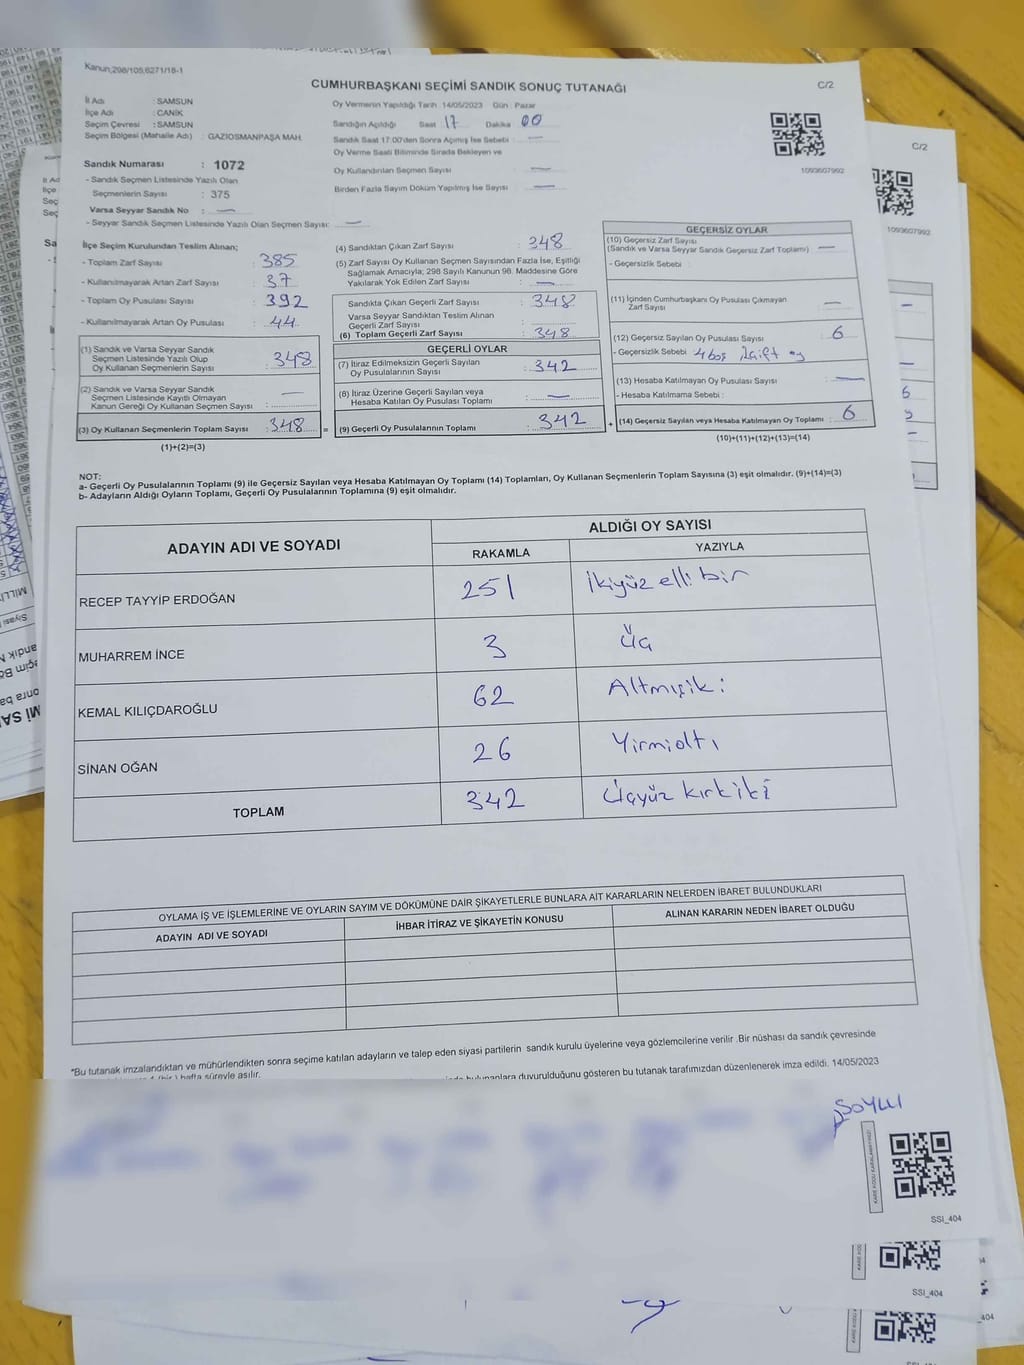 Kanun,298/105,6271/18-1
CUMHURBAŞKANI SEÇİMİ SANDIK SONUÇ TUTANAĞI
C/2
İl Adı : SAMSUN
İlçe Adı : CANİK
Seçim Çevresi : SAMSUN
Seçim Bölgesi (Mahalle Adı) : GAZİOSMANPAŞA MAH.
Sandık Numarası : 1072
- Sandık Seçmen Listesinde Yazılı Olan
Seçmenlerin Sayısı : 375
Varsa Seyyar Sandık No : —
- Seyyar Sandık Seçmen Listesinde Yazılı Olan Seçmen Sayısı: —
Oy Vermenin Yapıldığı Tarih 14/05/2023 Gün : Pazar
Sandığın Açıldığı Saat 17 Dakika 00
Sandık Saat 17:00'den Sonra Açılmış İse Sebebi : —
Oy Verme Saati Bitiminde Sırada Bekleyen ve
Oy Kullandırılan Seçmen Sayısı —
Birden Fazla Sayım Döküm Yapılmış İse Sayısı —
1093607992
İlçe Seçim Kurulundan Teslim Alınan;
- Toplam Zarf Sayısı : 385
- Kullanılmayarak Artan Zarf Sayısı : 37
- Toplam Oy Pusulası Sayısı : 392
- Kullanılmayarak Artan Oy Pusulası : 44
(1) Sandık ve Varsa Seyyar Sandık
Seçmen Listesinde Yazılı Olup
Oy Kullanan Seçmenlerin Sayısı : 348
(2) Sandık ve Varsa Seyyar Sandık
Seçmen Listesinde Kayıtlı Olmayan
Kanun Gereği Oy Kullanan Seçmen Sayısı : —
(3) Oy Kullanan Seçmenlerin Toplam Sayısı : 348 =
(1)+(2)=(3)
(4) Sandıktan Çıkan Zarf Sayısı : 348
(5) Zarf Sayısı Oy Kullanan Seçmen Sayısından Fazla İse, Eşitliği
Sağlamak Amacıyla; 298 Sayılı Kanunun 98. Maddesine Göre
Yakılarak Yok Edilen Zarf Sayısı : —
Sandıkta Çıkan Geçerli Zarf Sayısı : 348
Varsa Seyyar Sandıktan Teslim Alınan
Geçerli Zarf Sayısı
(6) Toplam Geçerli Zarf Sayısı : 348
GEÇERLİ OYLAR
(7) İtiraz Edilmeksizin Geçerli Sayılan
Oy Pusulalarının Sayısı : 342
(8) İtiraz Üzerine Geçerli Sayılan veya
Hesaba Katılan Oy Pusulası Toplamı : —
(9) Geçerli Oy Pusulalarının Toplamı : 342 +
GEÇERSİZ OYLAR
(10) Geçersiz Zarf Sayısı
(Sandık ve Varsa Seyyar Sandık Geçersiz Zarf Toplamı) —
- Geçersizlik Sebebi :
(11) İçinden Cumhurbaşkanı Oy Pusulası Çıkmayan
Zarf Sayısı : —
(12) Geçersiz Sayılan Oy Pusulası Sayısı : 6
- Geçersizlik Sebebi : 4 boş 2çift oy
(13) Hesaba Katılmayan Oy Pusulası Sayısı : —
- Hesaba Katılmama Sebebi :
(14) Geçersiz Sayılan veya Hesaba Katılmayan Oy Toplamı : 6
(10)+(11)+(12)+(13)=(14)
NOT:
a- Geçerli Oy Pusulalarının Toplamı (9) ile Geçersiz Sayılan veya Hesaba Katılmayan Oy Toplamı (14) Toplamları, Oy Kullanan Seçmenlerin Toplam Sayısına (3) eşit olmalıdır. (9)+(14)=(3)
b- Adayların Aldığı Oyların Toplamı, Geçerli Oy Pusulalarının Toplamına (9) eşit olmalıdır.
ADAYIN ADI VE SOYADI
ALDIĞI OY SAYISI
RAKAMLA YAZIYLA
RECEP TAYYİP ERDOĞAN 251 İkiyüz elli bir
MUHARREM İNCE 3 Üç
KEMAL KILIÇDAROĞLU 62 Altmışiki
SİNAN OĞAN 26 Yirmialtı
TOPLAM 342 Üçyüz kırkiki
OYLAMA İŞ VE İŞLEMLERİNE VE OYLARIN SAYIM VE DÖKÜMÜNE DAİR ŞİKAYETLERLE BUNLARA AİT KARARLARIN NELERDEN İBARET BULUNDUKLARI
ADAYIN ADI VE SOYADI İHBAR İTİRAZ VE ŞİKAYETİN KONUSU ALINAN KARARIN NEDEN İBARET OLDUĞU
*Bu tutanak imzalandıktan ve mühürlendikten sonra seçime katılan adayların ve talep eden siyasi partilerin sandık kurulu üyelerine veya gözlemcilerine verilir .Bir nüshası da sandık çevresinde
hafta süreyle asılır.
duyurulduğunu gösteren bu tutanak tarafımızdan düzenlenerek imza edildi. 14/05/2023
SOYLU
SSI_404
SSI_404
C/2
1093607992